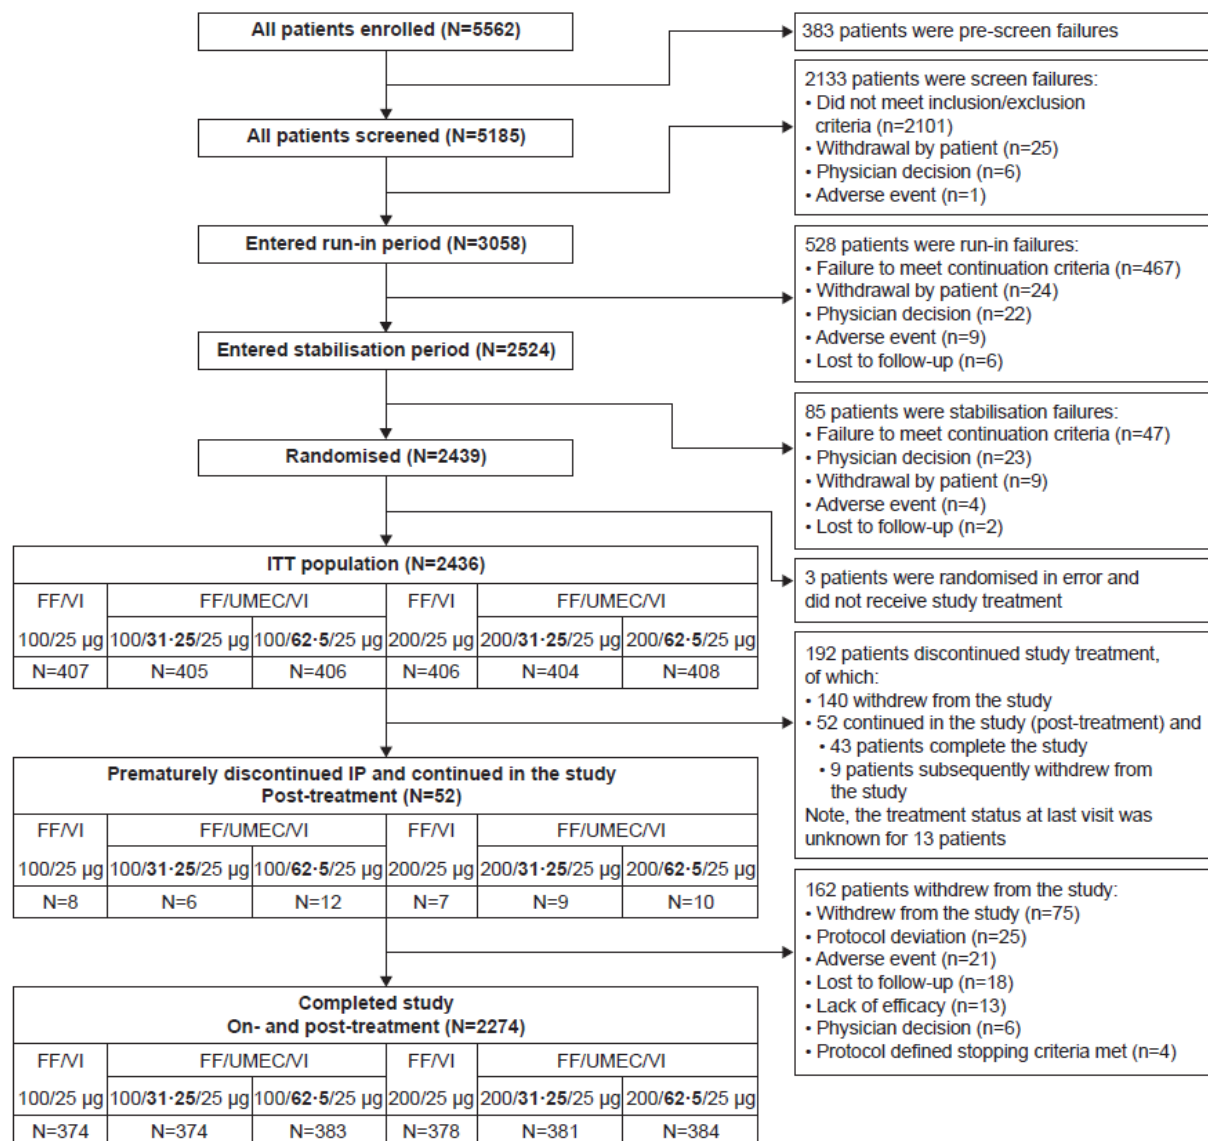 All patients enrolled (N=5562)
383 patients were pre-screen failures
2133 patients were screen failures:
• Did not meet inclusion/exclusion
criteria (n=2101)
• Withdrawal by patient (n=25)
• Physician decision (n=6)
• Adverse event (n=1)
All patients screened (N=5185)
Entered run-in period (N=3058)
528 patients were run-in failures:
• Failure to meet continuation criteria (n=467)
• Withdrawal by patient (n=24)
• Physician decision (n=22)
• Adverse event (n=9)
• Lost to follow-up (n=6)
Entered stabilisation period (N=2524)
85 patients were stabilisation failures:
• Failure to meet continuation criteria (n=47)
• Physician decision (n=23)
• Withdrawal by patient (n=9)
• Adverse event (n=4)
• Lost to follow-up (n=2)
Randomised (N=2439)
3 patients were randomised in error and
did not receive study treatment
ITT population (N=2436)
FF/VI FF/UMEC/VI FF/VI FF/UMEC/VI
100/25 µg 100/31·25/25 µg 100/62·5/25 µg 200/25 µg 200/31·25/25 µg 200/62·5/25 µg
N=407 N=405 N=406 N=406 N=404 N=408
192 patients discontinued study treatment,
of which:
• 140 withdrew from the study
• 52 continued in the study (post-treatment) and
• 43 patients complete the study
• 9 patients subsequently withdrew from
the study
Note, the treatment status at last visit was
unknown for 13 patients
Prematurely discontinued IP and continued in the study
Post-treatment (N=52)
FF/VI FF/UMEC/VI FF/VI FF/UMEC/VI
100/25 µg 100/31·25/25 µg 100/62·5/25 µg 200/25 µg 200/31·25/25 µg 200/62·5/25 µg
N=8 N=6 N=12 N=7 N=9 N=10
162 patients withdrew from the study:
• Withdrew from the study (n=75)
• Protocol deviation (n=25)
• Adverse event (n=21)
• Lost to follow-up (n=18)
• Lack of efficacy (n=13)
• Physician decision (n=6)
• Protocol defined stopping criteria met (n=4)
Completed study
On- and post-treatment (N=2274)
FF/VI FF/UMEC/VI FF/VI FF/UMEC/VI
100/25 µg 100/31·25/25 µg 100/62·5/25 µg 200/25 µg 200/31·25/25 µg 200/62·5/25 µg
N=374 N=374 N=383 N=378 N=381 N=384